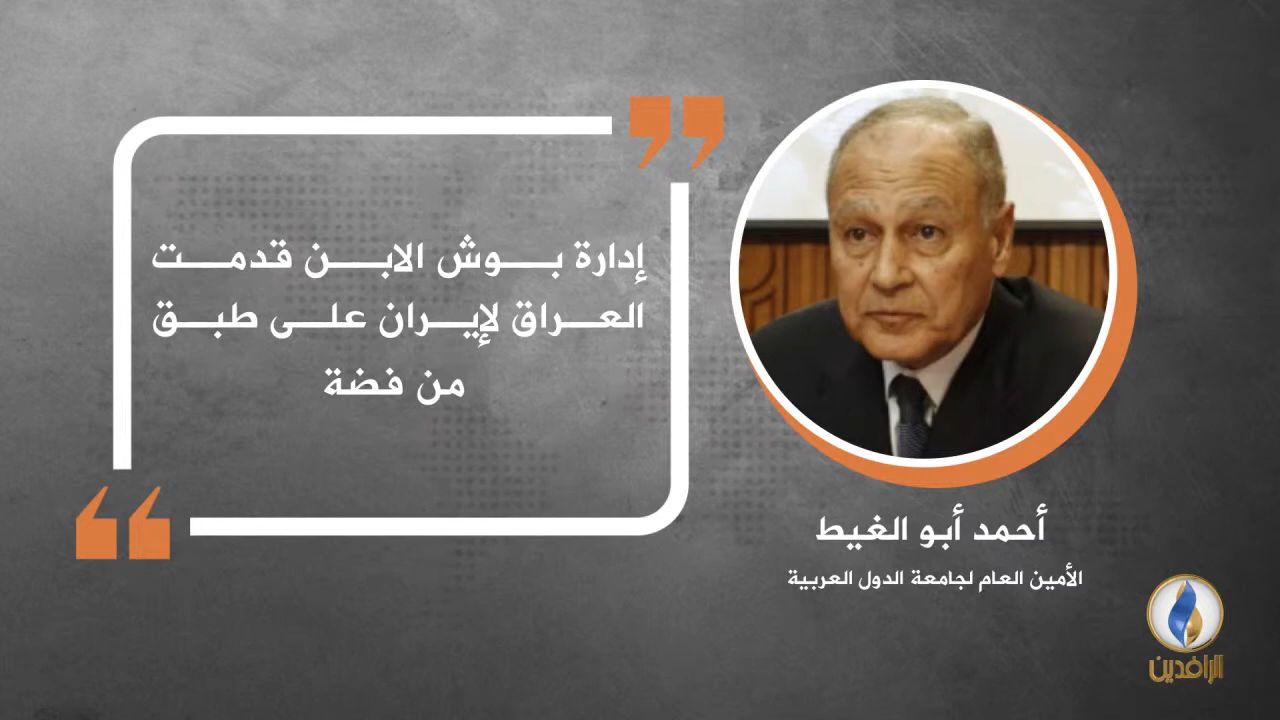 إدارة بوش الابن قدمت
العراق لإيران على طبق
من فضة
أحمد أبو الغيط
الأمين العام لجامعة الدول العربية
الرافدين